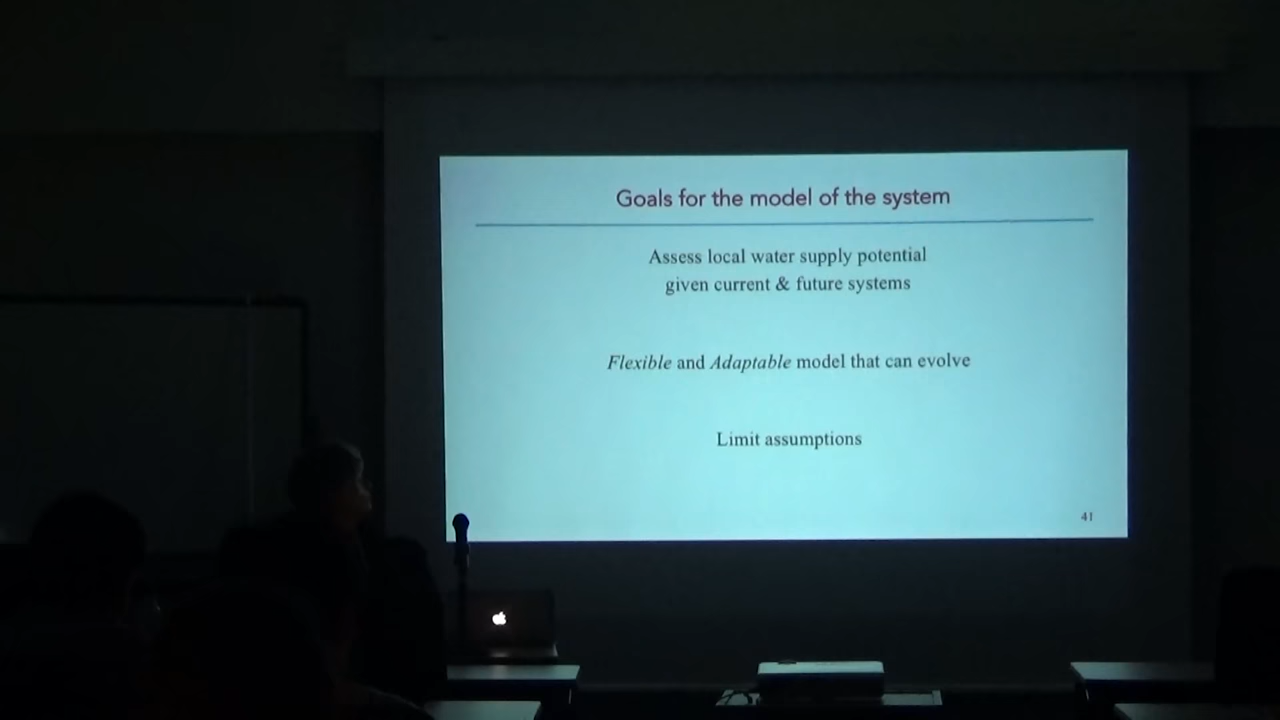 Goals for the model of the system
Assess local water supply potential
given current & future systems
Flexible and Adaptable model that can evolve
Limit assumptions
41